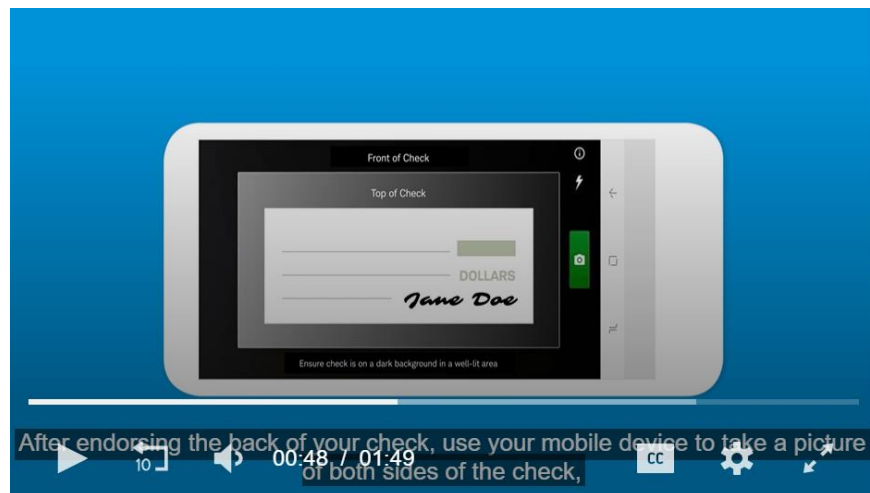 Front of Check
Top of Check
DOLLARS
Jane Doe
Ensure check is on a dark background in a well-lit area
After endorsing the back of your check, use your mobile device to take a picture
of both sides of the check,
10
00:48 / 01:49
CC